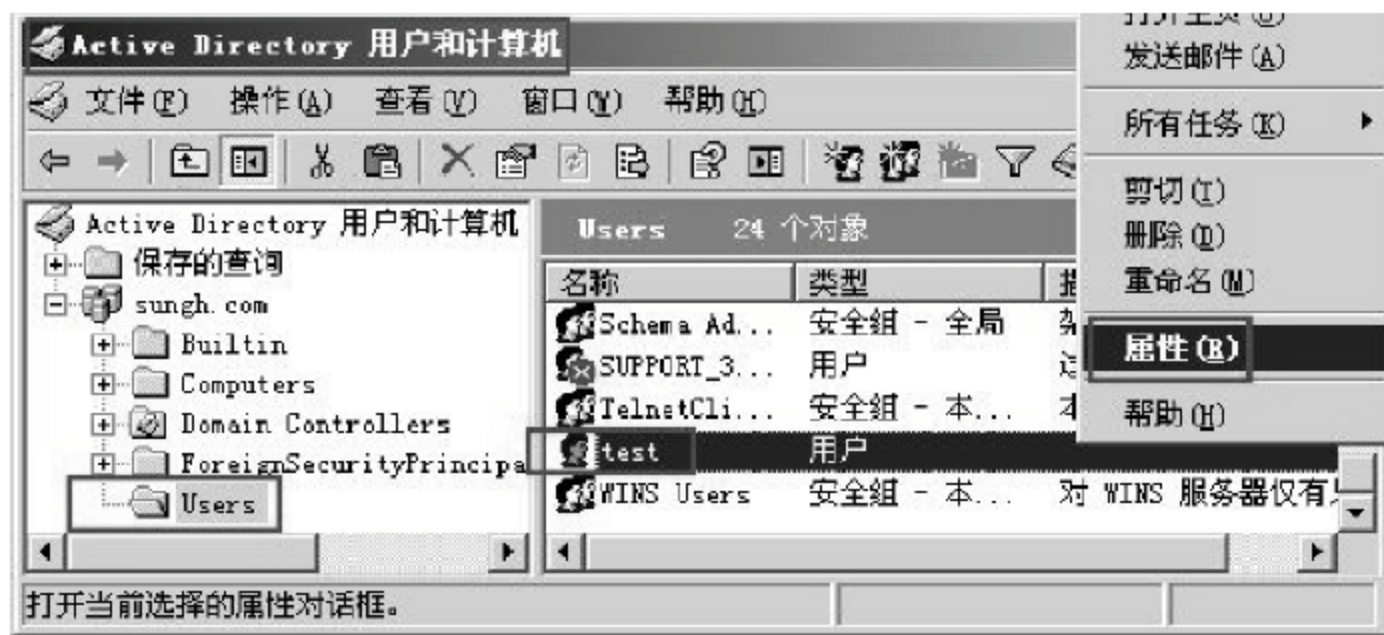 Active Directory 用户和计算机
文件(F) 操作(A) 查看(V) 窗口(W) 帮助(H)
Active Directory 用户和计算机
保存的查询
sungh.com
Builtin
Computers
Domain Controllers
ForeignSecurityPrincipa
Users
Users 24 个对象
名称 类型
Schema Ad... 安全组 - 全局
SUPPORT_3... 用户
TelnetCli... 安全组 - 本...
test 用户
WINS Users 安全组 - 本... 对 WINS 服务器仅有
发送邮件(A)
所有任务(K)
剪切(T)
删除(D)
重命名(M)
属性(R)
帮助(H)
打开当前选择的属性对话框。